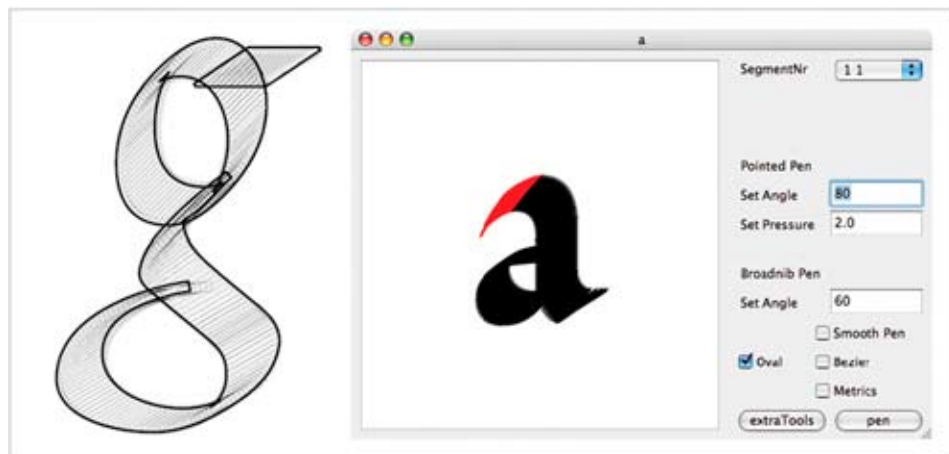 g
a
SegmentNr 1 1
a
Pointed Pen
Set Angle 80
Set Pressure 2.0
Broadnib Pen
Set Angle 60
Smooth Pen
Oval Bezier
Metrics
extraTools pen